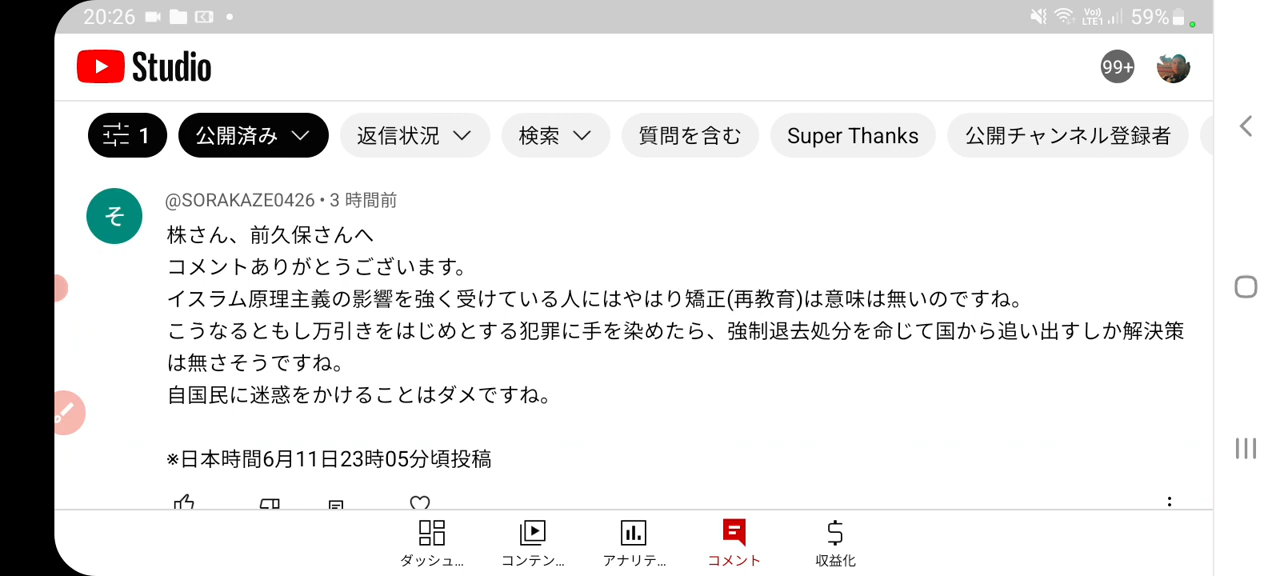 20:26
Vo)) LTE1 59%
Studio
99+
1 公開済み 返信状況 検索 質問を含む Super Thanks 公開チャンネル登録者
そ
@SORAKAZE0426・3 時間前
株さん、前久保さんへ
コメントありがとうございます。
イスラム原理主義の影響を強く受けている人にはやはり矯正(再教育)は意味は無いのですね。
こうなるともし万引きをはじめとする犯罪に手を染めたら、強制退去処分を命じて国から追い出すしか解決策
は無さそうですね。
自国民に迷惑をかけることはダメですね。
※日本時間6月11日23時05分頃投稿
ダッシュ... コンテン... アナリテ... コメント 収益化